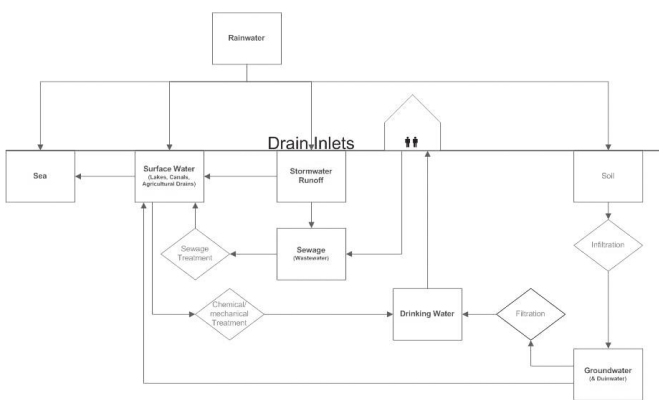 Rainwater
Drain Inlets
Sea
Surface Water
(Lakes, Canals,
Agricultural Drains)
Stormwater
Runoff
Soil
Sewage
Treatment
Sewage
(Wastewater)
Infiltration
Chemical/
mechanical
Treatment
Drinking Water
Filtration
Groundwater
(& Duinwater)